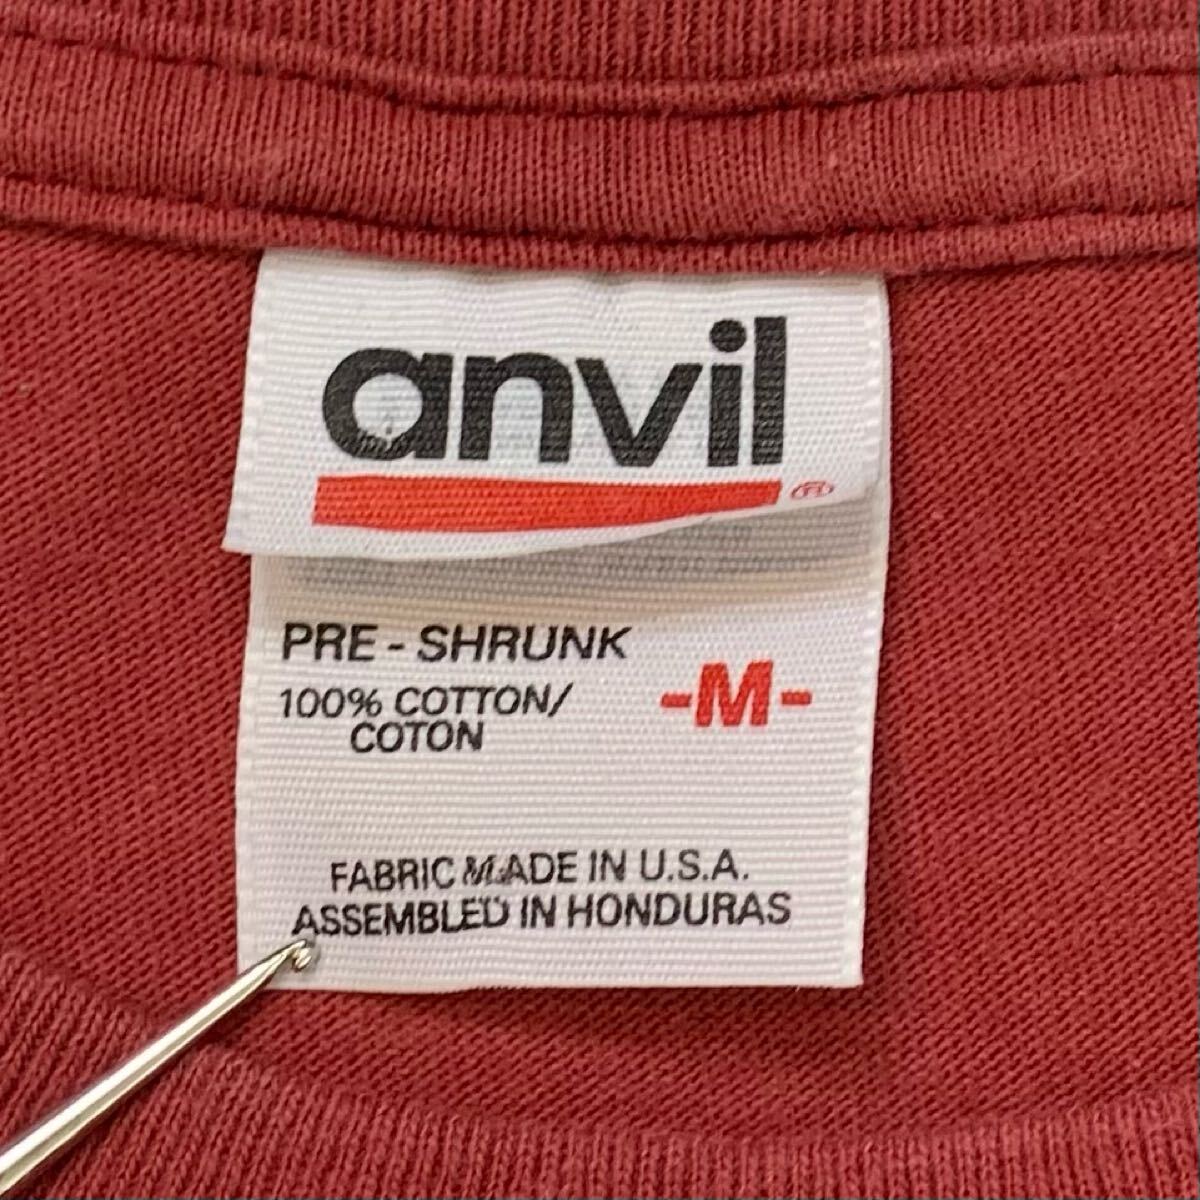 anvil®
PRE-SHRUNK
100% COTTON/
COTON
-M-
FABRIC MADE IN U.S.A.
ASSEMBLED IN HONDURAS